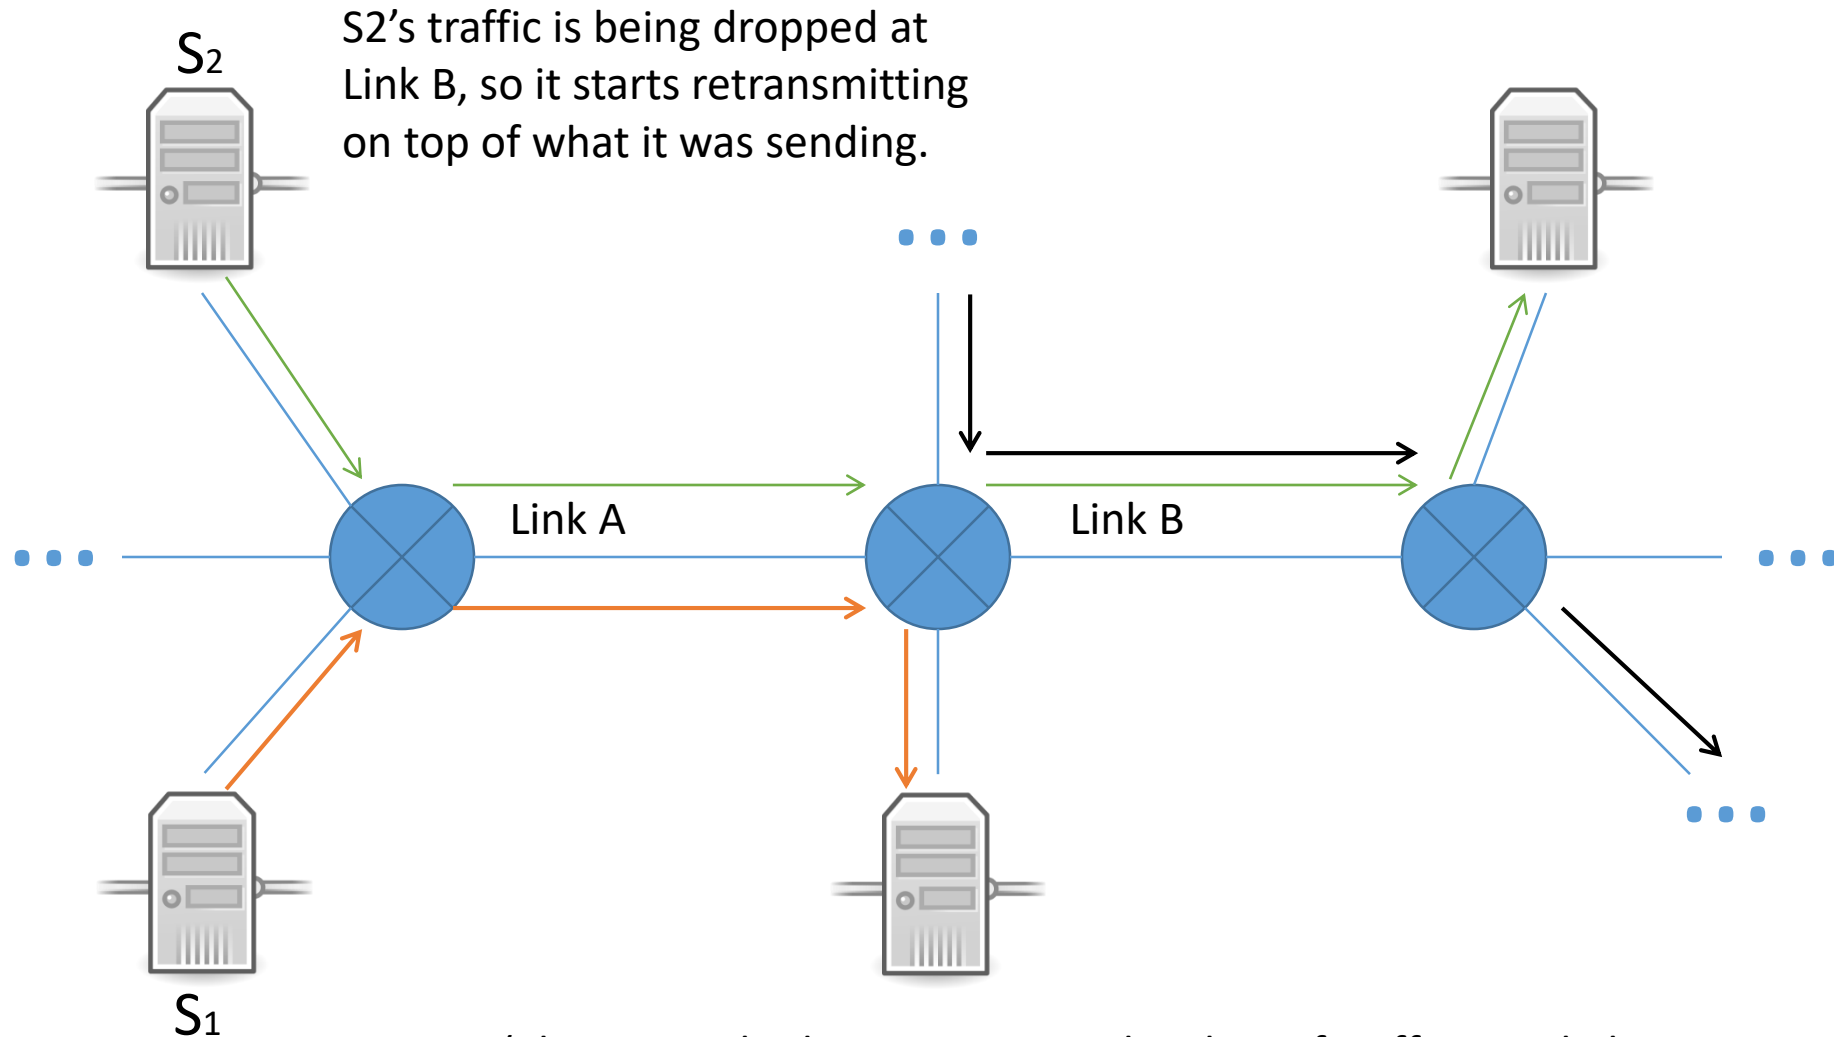 S2
S2’s traffic is being dropped at
Link B, so it starts retransmitting
on top of what it was sending.
Link A
Link B
S1